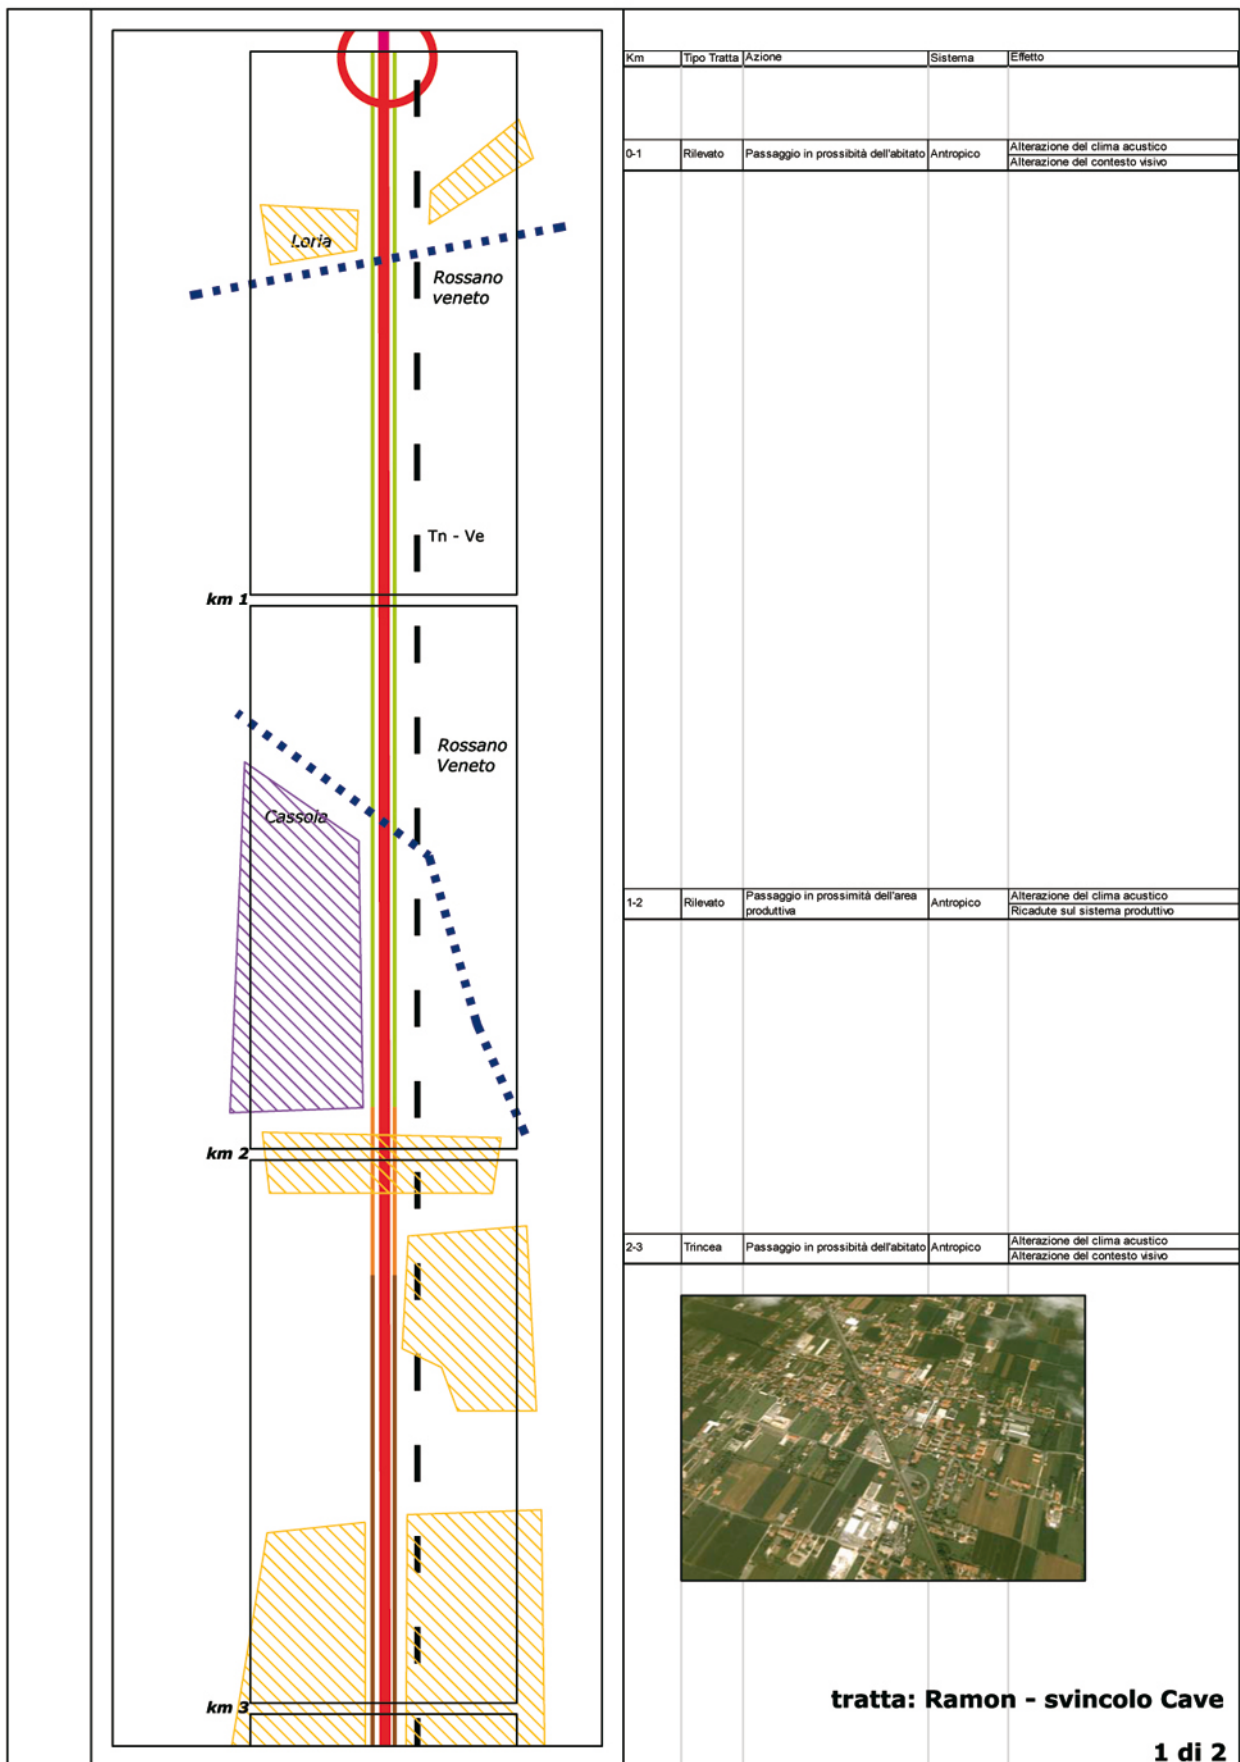 Km Tipo Tratta Azione Sistema Effetto
0-1 Rilevato Passaggio in prossibità dell'abitato Antropico Alterazione del clima acustico
Alterazione del contesto visivo
Loria
Rossano
veneto
Tn - Ve
km 1
Rossano
Veneto
Cassola
1-2 Rilevato Passaggio in prossimità dell'area
produttiva
Antropico
Alterazione del clima acustico
Ricadute sul sistema produttivo
km 2
2-3 Trincea Passaggio in prossibità dell'abitato Antropico Alterazione del clima acustico
Alterazione del contesto visivo
km 3
tratta: Ramon - svincolo Cave
1 di 2